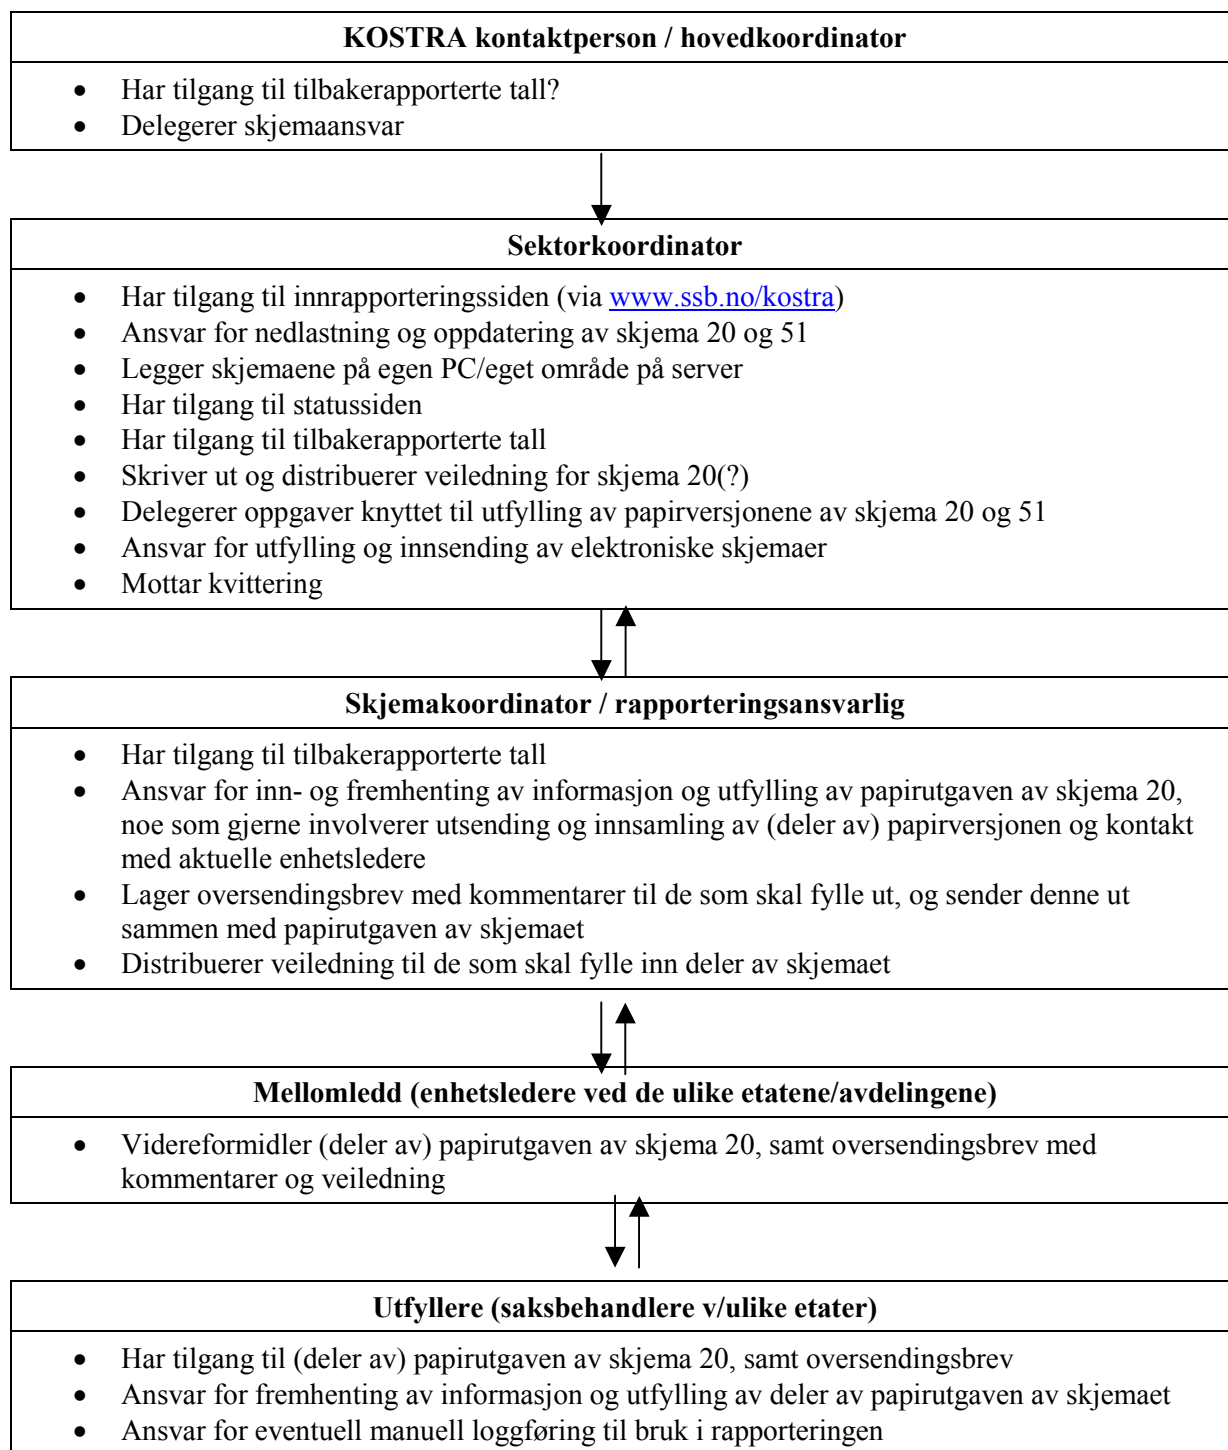 KOSTRA kontaktperson / hovedkoordinator
• Har tilgang til tilbakerapporterte tall?
• Delegerer skjemaansvar
Sektorkoordinator
• Har tilgang til innrapporteringssiden (via www.ssb.no/kostra)
• Ansvar for nedlastning og oppdatering av skjema 20 og 51
• Legger skjemaene på egen PC/eget område på server
• Har tilgang til statussiden
• Har tilgang til tilbakerapporterte tall
• Skriver ut og distribuerer veiledning for skjema 20(?)
• Delegerer oppgaver knyttet til utfylling av papirversjonene av skjema 20 og 51
• Ansvar for utfylling og innsending av elektroniske skjemaer
• Mottar kvittering
Skjemakoordinator / rapporteringsansvarlig
• Har tilgang til tilbakerapporterte tall
• Ansvar for inn- og fremhenting av informasjon og utfylling av papirutgaven av skjema 20,
noe som gjerne involverer utsending og innsamling av (deler av) papirversjonen og kontakt
med aktuelle enhetsledere
• Lager oversendingsbrev med kommentarer til de som skal fylle ut, og sender denne ut
sammen med papirutgaven av skjemaet
• Distribuerer veiledning til de som skal fylle inn deler av skjemaet
Mellomledd (enhetsledere ved de ulike etatene/avdelingene)
• Videreformidler (deler av) papirutgaven av skjema 20, samt oversendingsbrev med
kommentarer og veiledning
Utfyllere (saksbehandlere v/ulike etater)
• Har tilgang til (deler av) papirutgaven av skjema 20, samt oversendingsbrev
• Ansvar for fremhenting av informasjon og utfylling av deler av papirutgaven av skjemaet
• Ansvar for eventuell manuell loggføring til bruk i rapporteringen